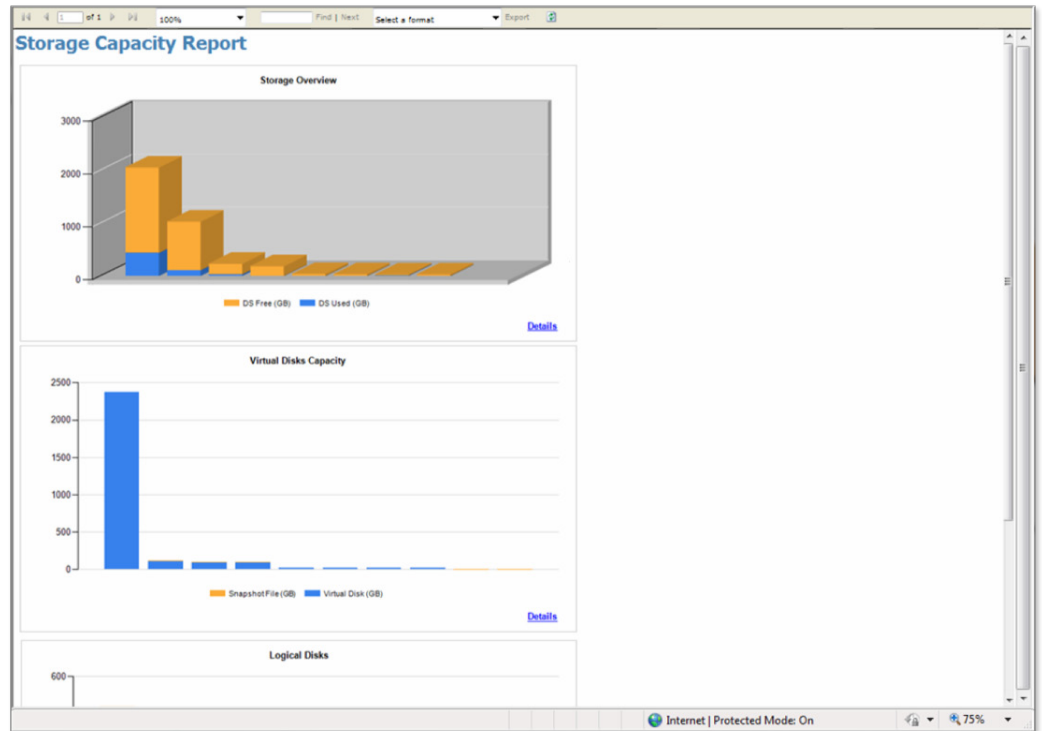 1 of 1 100% Find | Next Select a format Export
Storage Capacity Report
Storage Overview
3000
2000
1000
0
DS Free (GB) DS Used (GB)
Details
Virtual Disks Capacity
2500
2000
1500
1000
500
0
Snapshot File (GB) Virtual Disk (GB)
Details
Logical Disks
600
Internet | Protected Mode: On 75%